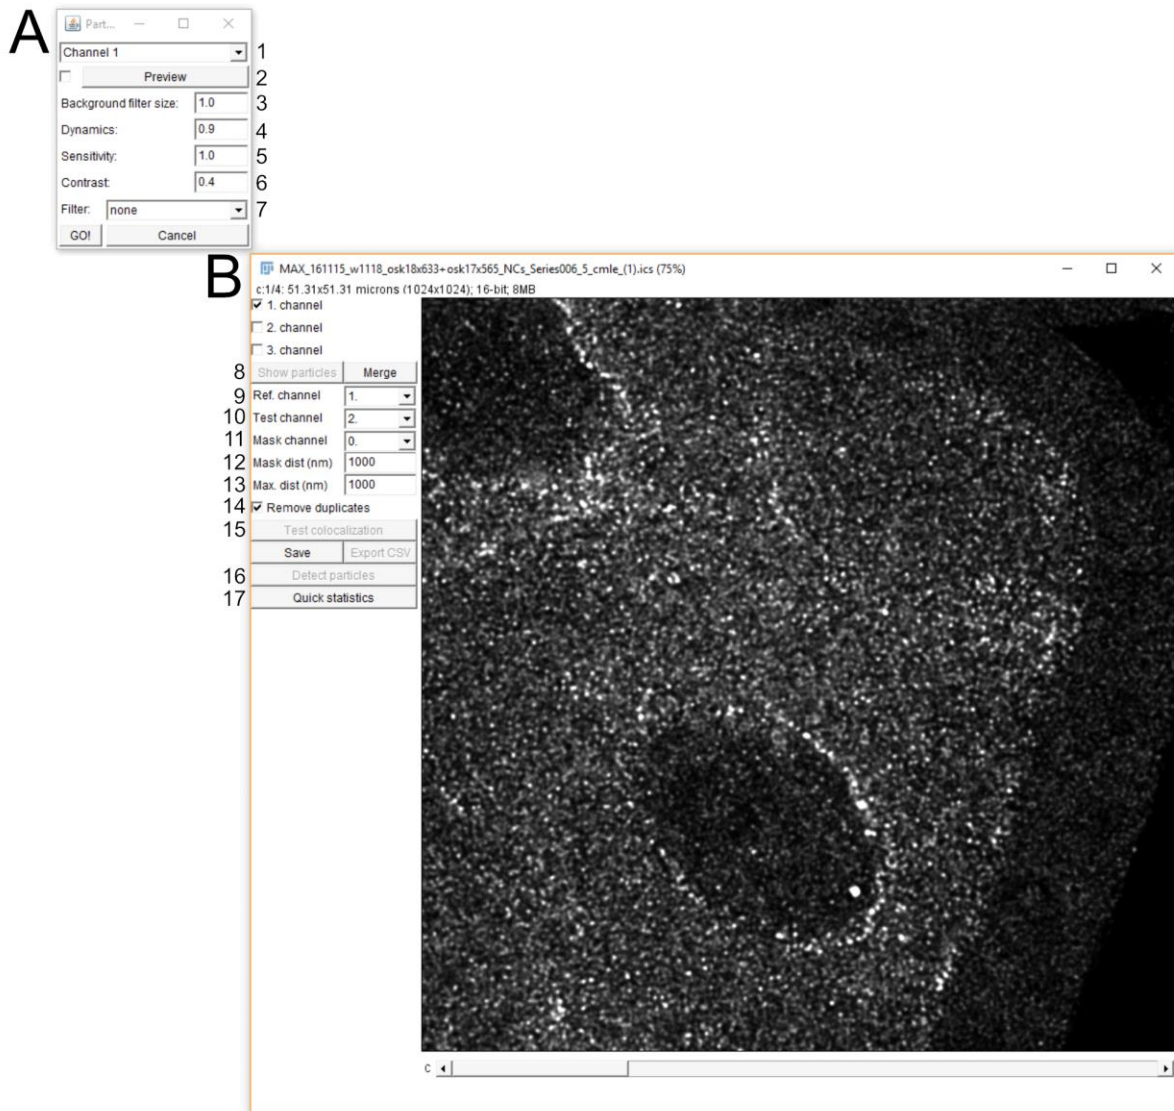 A
Part...
Channel 1 1
Preview 2
Background filter size: 1.0 3
Dynamics: 0.9 4
Sensitivity: 1.0 5
Contrast: 0.4 6
Filter: none 7
GO! Cancel
B
MAX_161115_w1118_osk18x633+osk17x565_NCs_Series006_5_cmle_(1).ics (75%)
c:1/4: 51.31x51.31 microns (1024x1024); 16-bit; 8MB
1. channel
2. channel
3. channel
8 Show particles Merge
9 Ref. channel 1.
10 Test channel 2.
11 Mask channel 0.
12 Mask dist (nm) 1000
13 Max. dist (nm) 1000
14 Remove duplicates
15 Test colocalization
Save Export CSV
16 Detect particles
17 Quick statistics
c